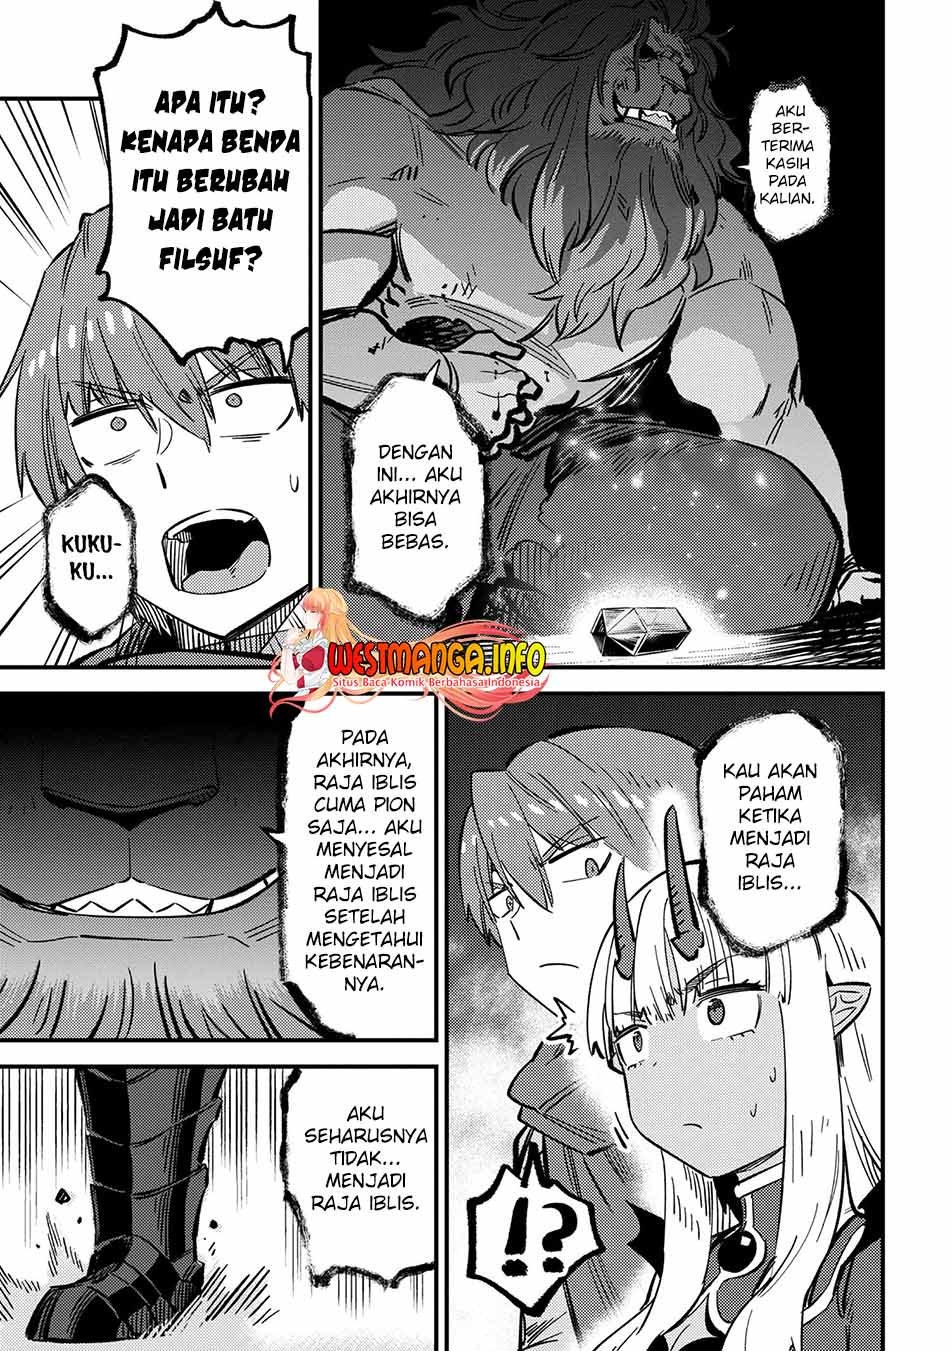 AKU
BER-
TERIMA
KASIH
PADA
KALIAN.
DENGAN
INI... AKU
AKHIRNYA
BISA
BEBAS.
APA ITU?
KENAPA BENDA
ITU BERUBAH
JADI BATU
FILSUF?
KUKU-
KU...
WESTMANGA.INFO
SITUS BACA KOMIK BERBAHASA INDONESIA
KAU AKAN
PAHAM
KETIKA
MENJADI
RAJA
IBLIS...
!?
PADA
AKHIRNYA,
RAJA IBLIS
CUMA PION
SAJA... AKU
MENYESAL
MENJADI
RAJA IBLIS
SETELAH
MENGETAHUI
KEBENARAN-
NYA.
AKU
SEHARUSNYA
TIDAK...
MENJADI
RAJA IBLIS.